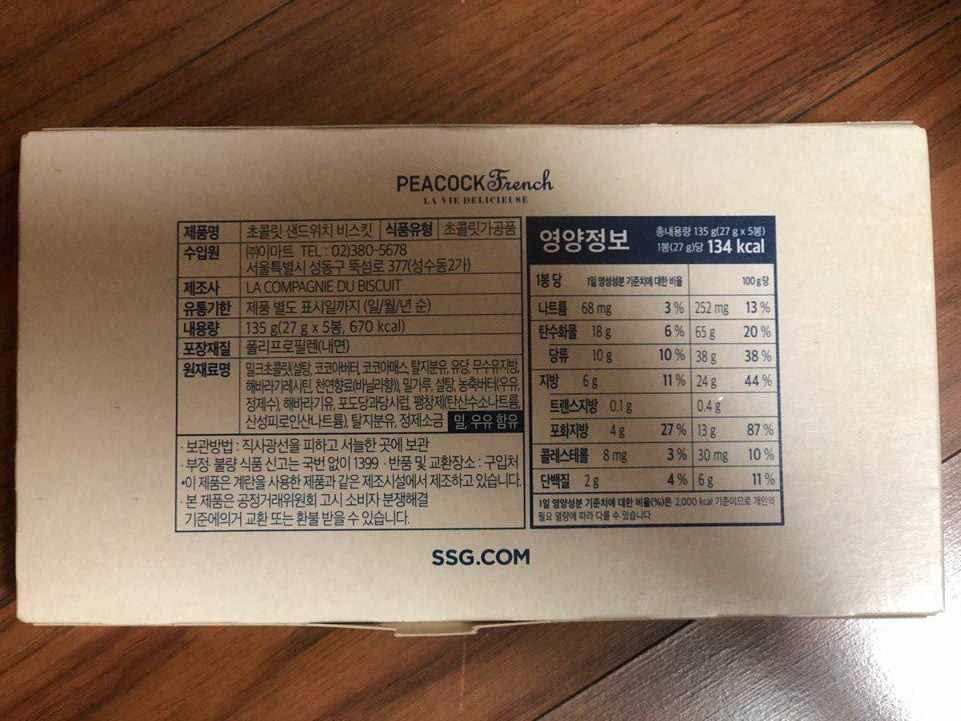 PEACOCK French
LA VIE DELICIEUSE
제품명 초콜릿 샌드위치 비스킷 식품유형 초콜릿가공품
수입원 ㈜이마트 TEL : 02)380-5678
서울특별시 성동구 뚝섬로 377(성수동2가)
제조사 LA COMPAGNIE DU BISCUIT
유통기한 제품 별도 표시일까지 (일/월/년 순)
내용량 135 g(27 g x 5봉, 670 kcal)
포장재질 폴리프로필렌(내면)
원재료명 밀크초콜릿(설탕, 코코아버터, 코코아매스, 탈지분유, 유당, 무수유지방,
해바라기레시틴, 천연향료(바닐라향)), 밀가루, 설탕, 농축버터(우유,
정제수), 해바라기유, 포도당과당시럽, 팽창제(탄산수소나트륨,
산성피로인산나트륨), 탈지분유, 정제소금 밀, 우유 함유
· 보관방법 : 직사광선을 피하고 서늘한 곳에 보관
· 부정·불량 식품 신고는 국번 없이 1399 · 반품 및 교환장소 : 구입처
•이 제품은 계란을 사용한 제품과 같은 제조시설에서 제조하고 있습니다.
· 본 제품은 공정거래위원회 고시 소비자 분쟁해결
기준에의거 교환 또는 환불 받을 수 있습니다.
영양정보
총내용량 135 g(27 g x 5봉)
1봉(27 g)당 134 kcal
1봉 당 1일 영양성분 기준치에 대한 비율 100 g 당
나트륨 68 mg 3 % 252 mg 13 %
탄수화물 18 g 6 % 65 g 20 %
당류 10 g 10 % 38 g 38 %
지방 6 g 11 % 24 g 44 %
트랜스지방 0.1 g 0.4 g
포화지방 4 g 27 % 13 g 87 %
콜레스테롤 8 mg 3 % 30 mg 10 %
단백질 2 g 4 % 6 g 11 %
1일 영양성분 기준치에 대한 비율(%)은 2,000 kcal 기준이므로 개인의
필요 열량에 따라 다를 수 있습니다.
SSG.COM